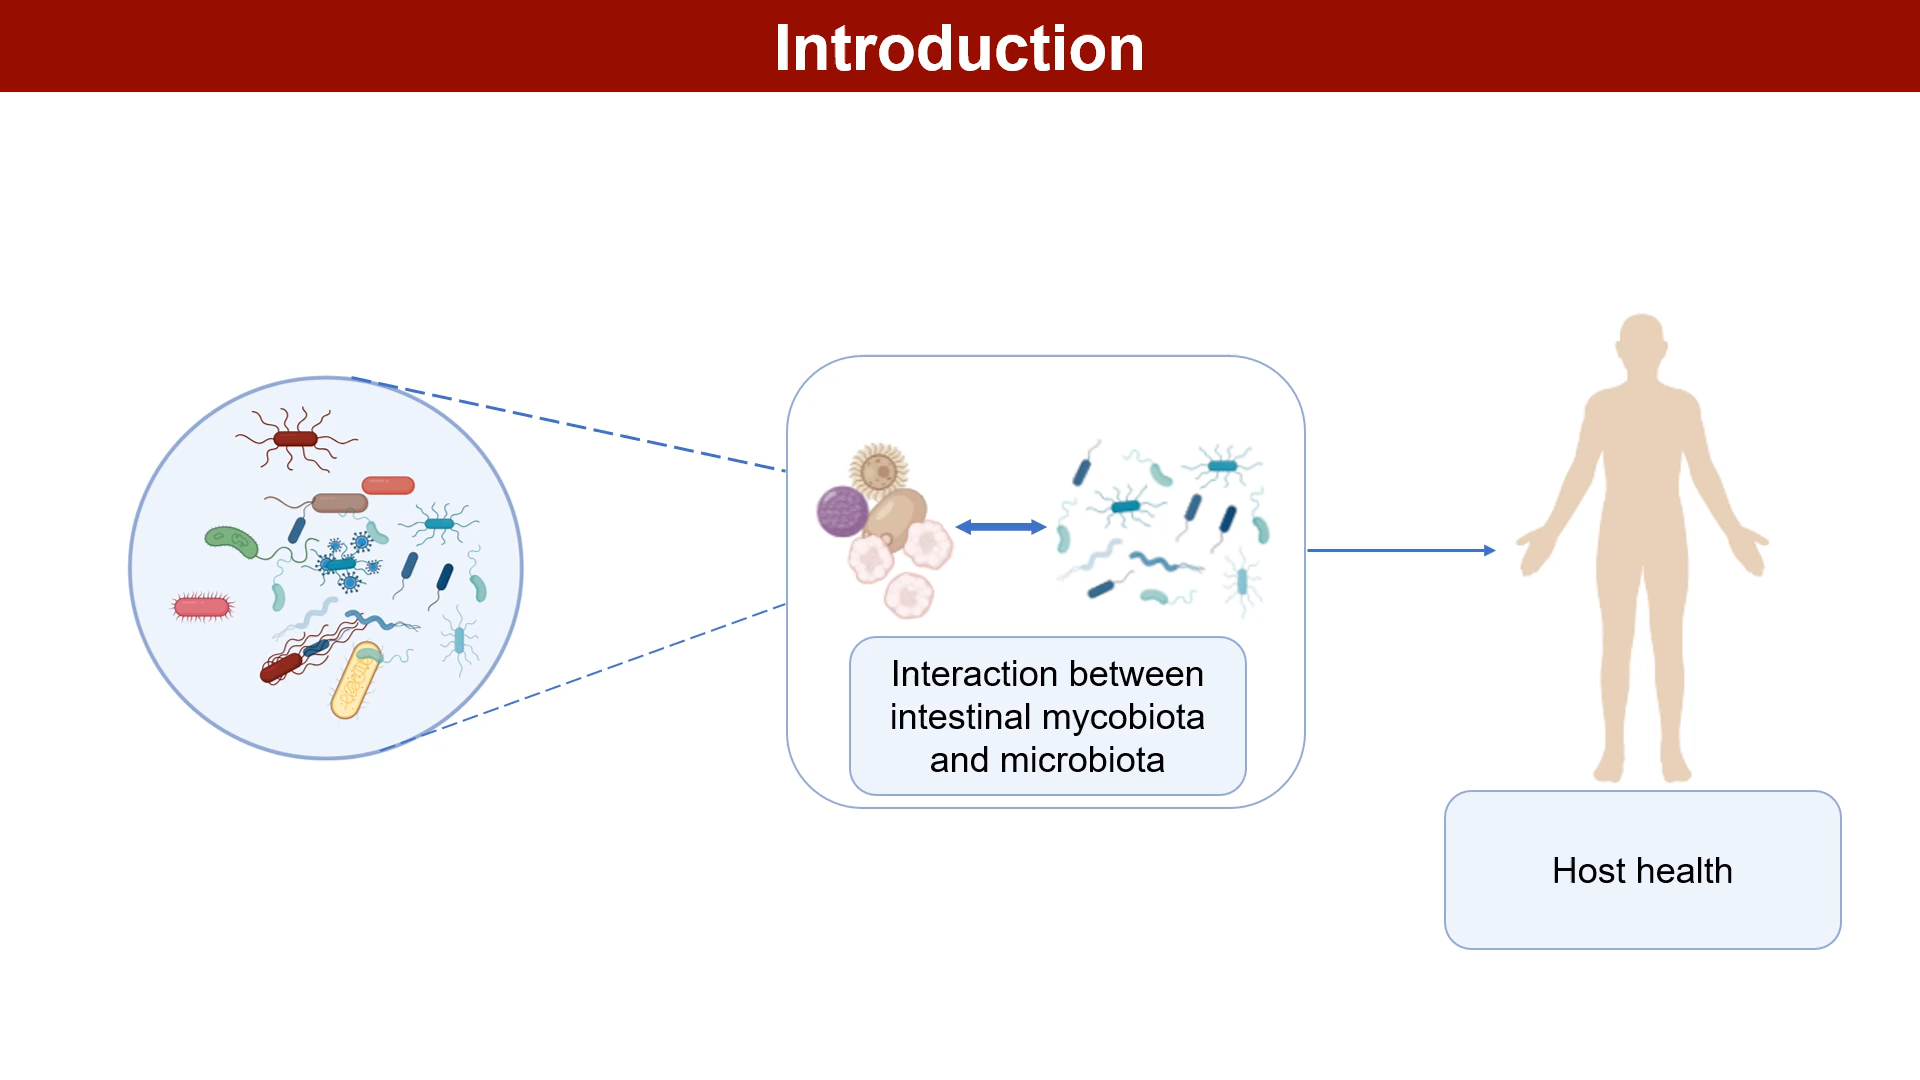 Introduction
Interaction between
intestinal mycobiota
and microbiota
Host health